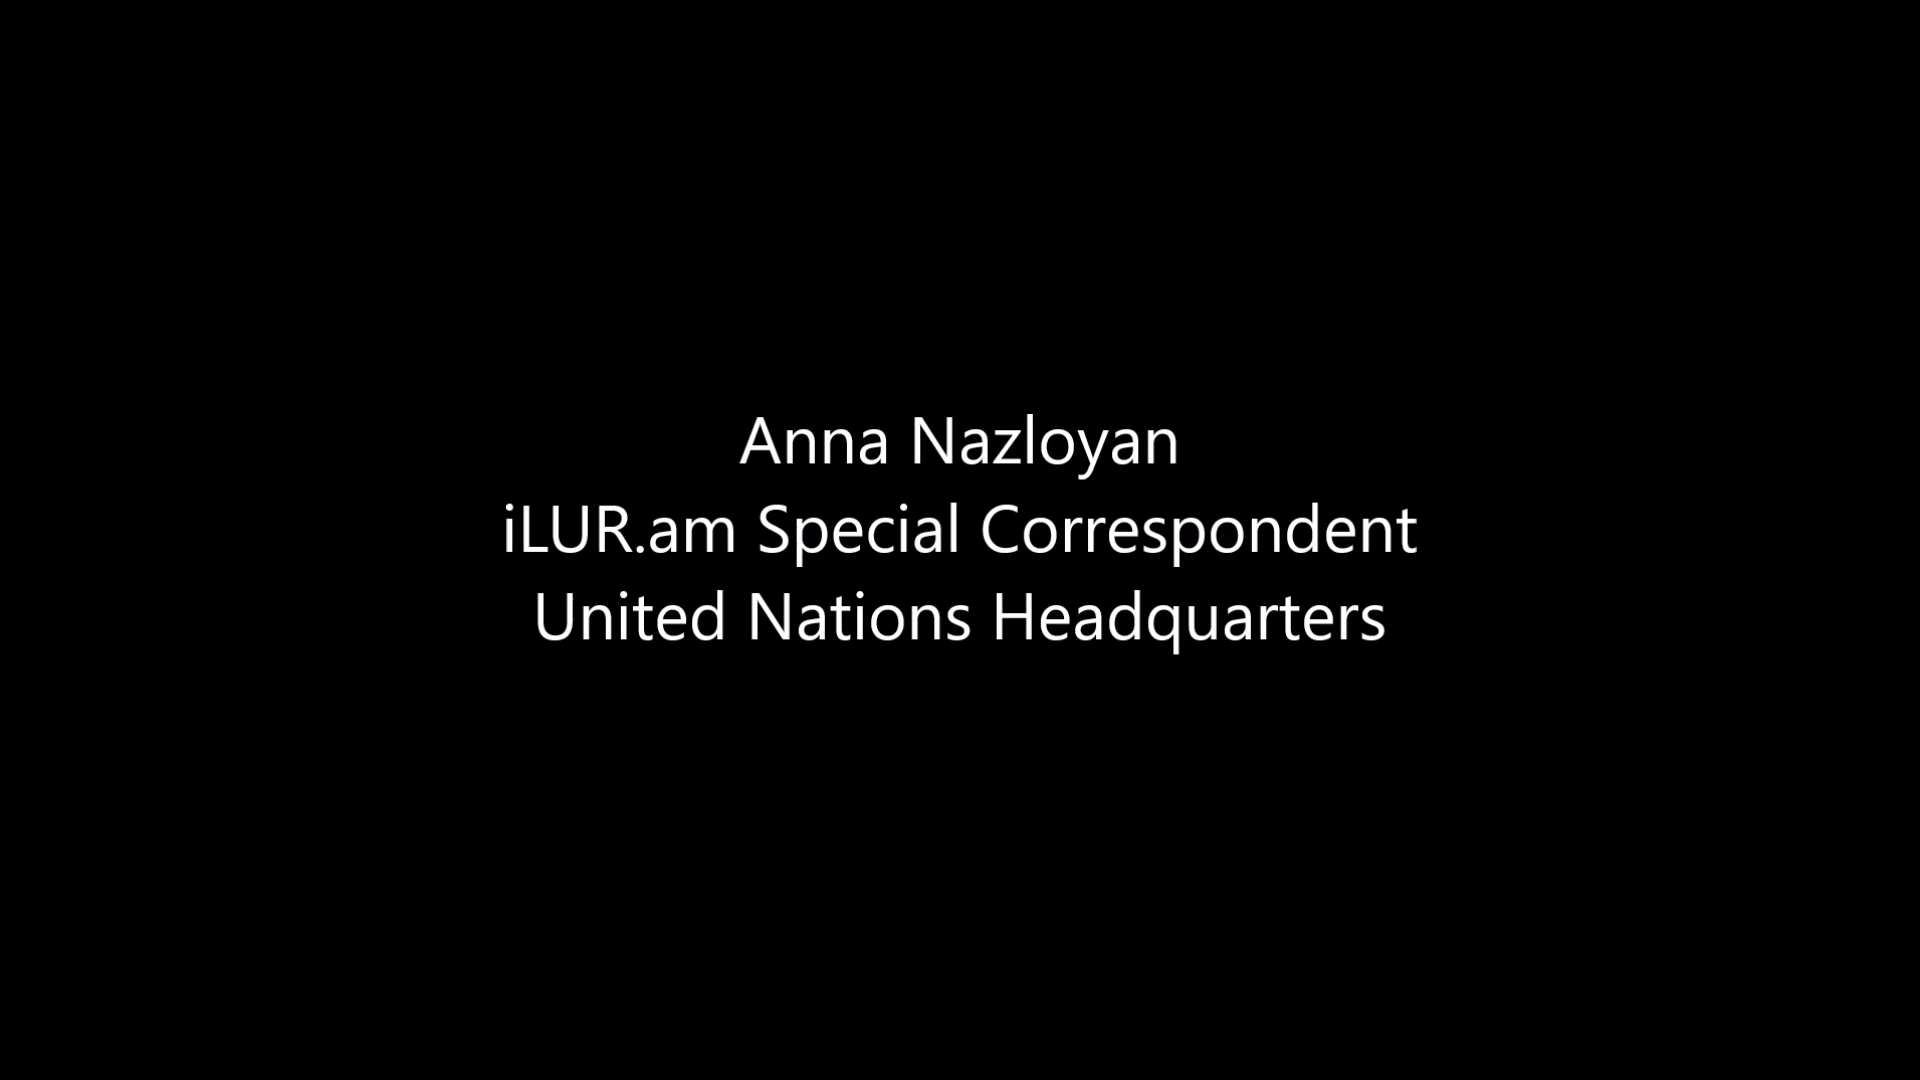 Anna Nazloyan
iLUR.am Special Correspondent
United Nations Headquarters